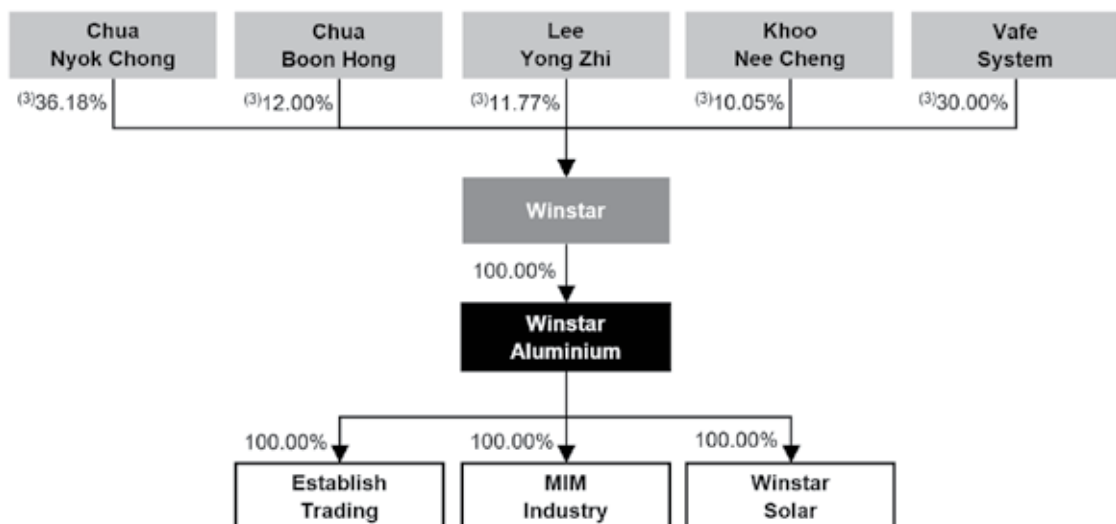 Chua
Nyok Chong
Chua
Boon Hong
Lee
Yong Zhi
Khoo
Nee Cheng
Vafe
System
(3)36.18%
(3)12.00%
(3)11.77%
(3)10.05%
(3)30.00%
Winstar
100.00%
Winstar
Aluminium
100.00%
100.00%
100.00%
Establish
Trading
MIM
Industry
Winstar
Solar